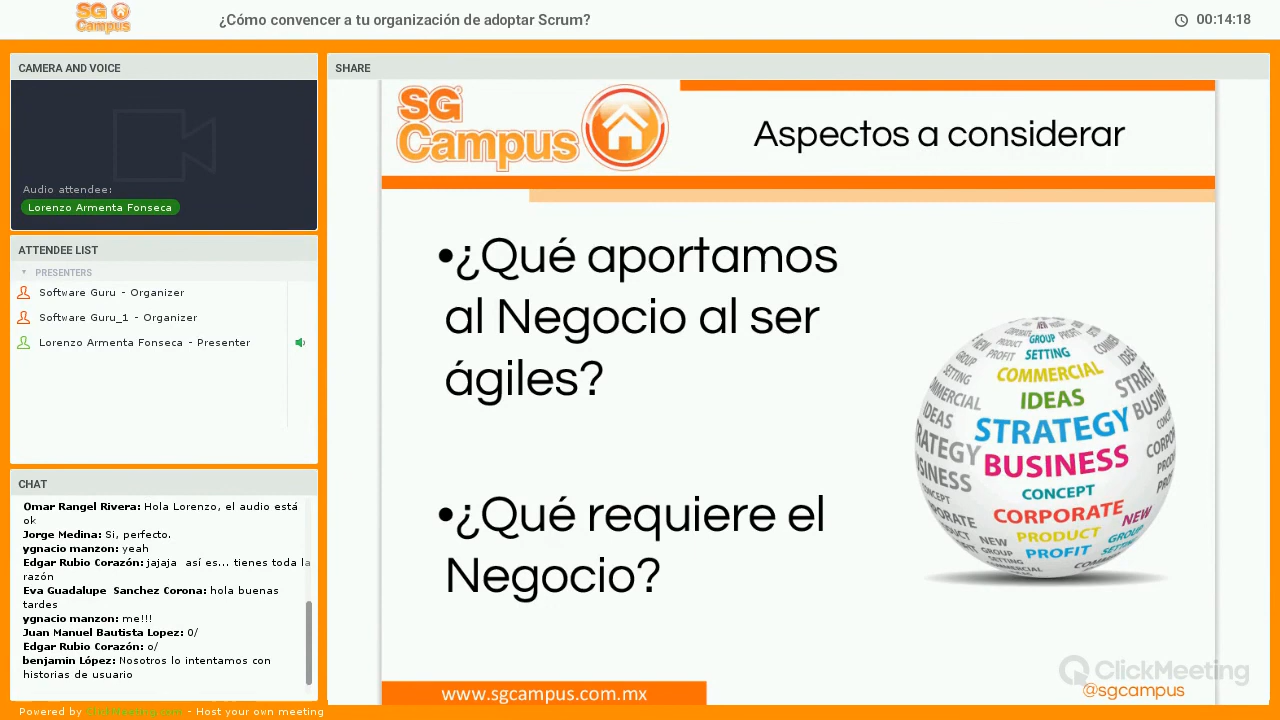 SG Campus
¿Cómo convencer a tu organización de adoptar Scrum?
00:14:18
CAMERA AND VOICE
Audio attendee:
Lorenzo Armenta Fonseca
ATTENDEE LIST
PRESENTERS
Software Guru - Organizer
Software Guru_1 - Organizer
Lorenzo Armenta Fonseca - Presenter
CHAT
Omar Rangel Rivera: Hola Lorenzo, el audio está
ok
Jorge Medina: Si, perfecto.
ygnacio manzon: yeah
Edgar Rubio Corazón: jajaja así es... tienes toda la
razón
Eva Guadalupe Sanchez Corona: hola buenas
tardes
ygnacio manzon: me!!!
Juan Manuel Bautista Lopez: 0/
Edgar Rubio Corazón: o/
benjamin López: Nosotros lo intentamos con
historias de usuario
Powered by ClickMeeting.com - Host your own meeting
SHARE
SG
Campus
Aspectos a considerar
•¿Qué aportamos
al Negocio al ser
ágiles?
•¿Qué requiere el
Negocio?
GROUP
SETTING
COMMERCIAL
IDEAS
STRATEGY
BUSINESS
CONCEPT
CORPORATE
NEW
PRODUCT
GROUP
PROFIT
ClickMeeting
@sgcampus
www.sgcampus.com.mx